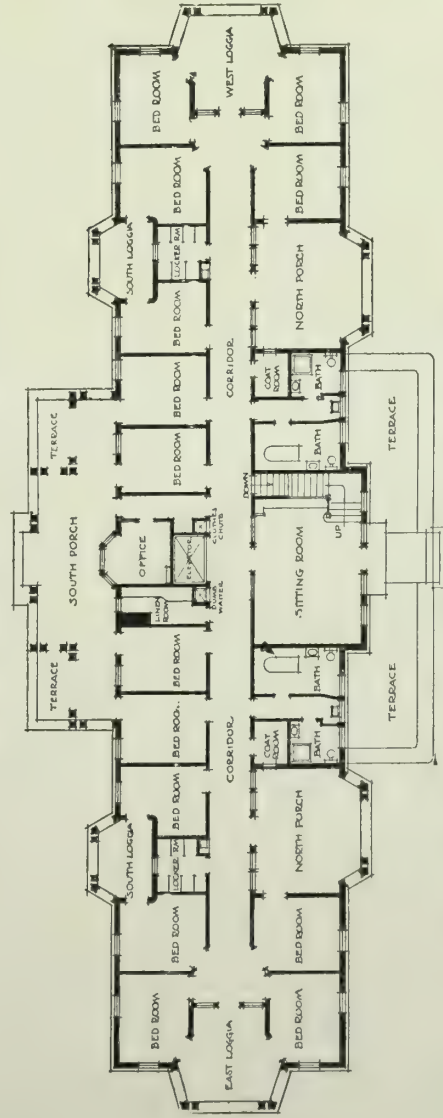 TERRACE
TERRACE
SOUTH PORCH
SOUTH LOGGIA
OFFICE
SOUTH LOGGIA
BED ROOM
BED ROOM
BED ROOM
BED ROOM
BED ROOM
LINEN ROOM
ELEVATOR
BED ROOM
BED ROOM
BED ROOM
BED ROOM
BED ROOM
LOCKER RM
DUMB WAITER
CLOTHES CHUTE
LOCKER RM
EAST LOGGIA
CORRIDOR
CORRIDOR
WEST LOGGIA
DOWN
COAT ROOM
COAT ROOM
BED ROOM
BED ROOM
NORTH PORCH
BATH
BATH
SITTING ROOM
UP
BATH
BATH
NORTH PORCH
BED ROOM
BED ROOM
TERRACE
TERRACE